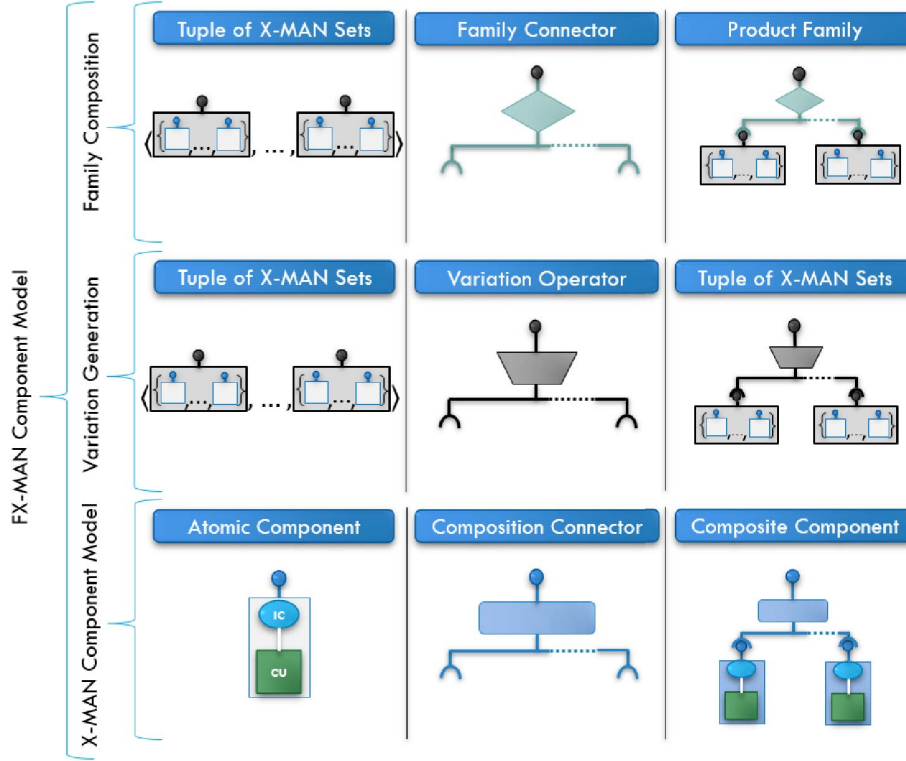 FX-MAN Component Model
Family Composition
Tuple of X-MAN Sets
Family Connector
Product Family
⟨{ ,..., }, ... ,{ ,..., }⟩
{ ,..., } { ,..., }
Variation Generation
Tuple of X-MAN Sets
Variation Operator
Tuple of X-MAN Sets
⟨{ ,..., }, ... ,{ ,..., }⟩
{ ,..., } { ,..., }
X-MAN Component Model
Atomic Component
Composition Connector
Composite Component
IC
CU